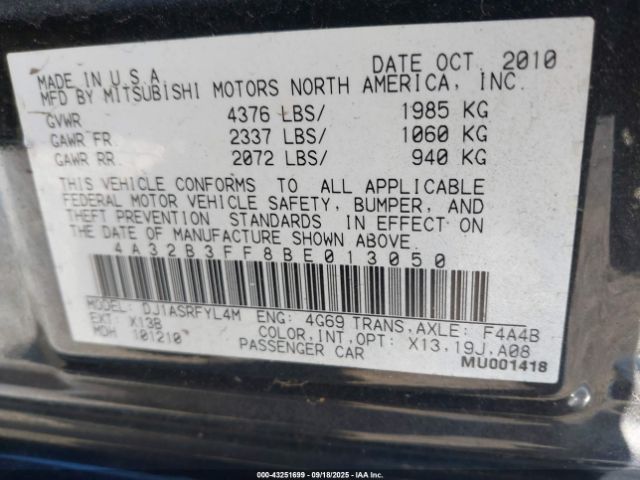 MADE IN U.S.A. DATE OCT. 2010
MFD BY MITSUBISHI MOTORS NORTH AMERICA, INC.
GVWR 4376 LBS/ 1985 KG
GAWR FR. 2337 LBS/ 1060 KG
GAWR RR. 2072 LBS/ 940 KG
THIS VEHICLE CONFORMS TO ALL APPLICABLE
FEDERAL MOTOR VEHICLE SAFETY, BUMPER, AND
THEFT PREVENTION STANDARDS IN EFFECT ON
THE DATE OF MANUFACTURE SHOWN ABOVE.
4A32B3FF8BE013050
MODEL: DJ1ASRFYL4M ENG: 4G69 TRANS,AXLE: F4A4B
EXT: X13B COLOR,INT,OPT: X13,19J,A08
MDH 101210 PASSENGER CAR
MU001418
000-43251699 - 09/18/2025 - IAA Inc.